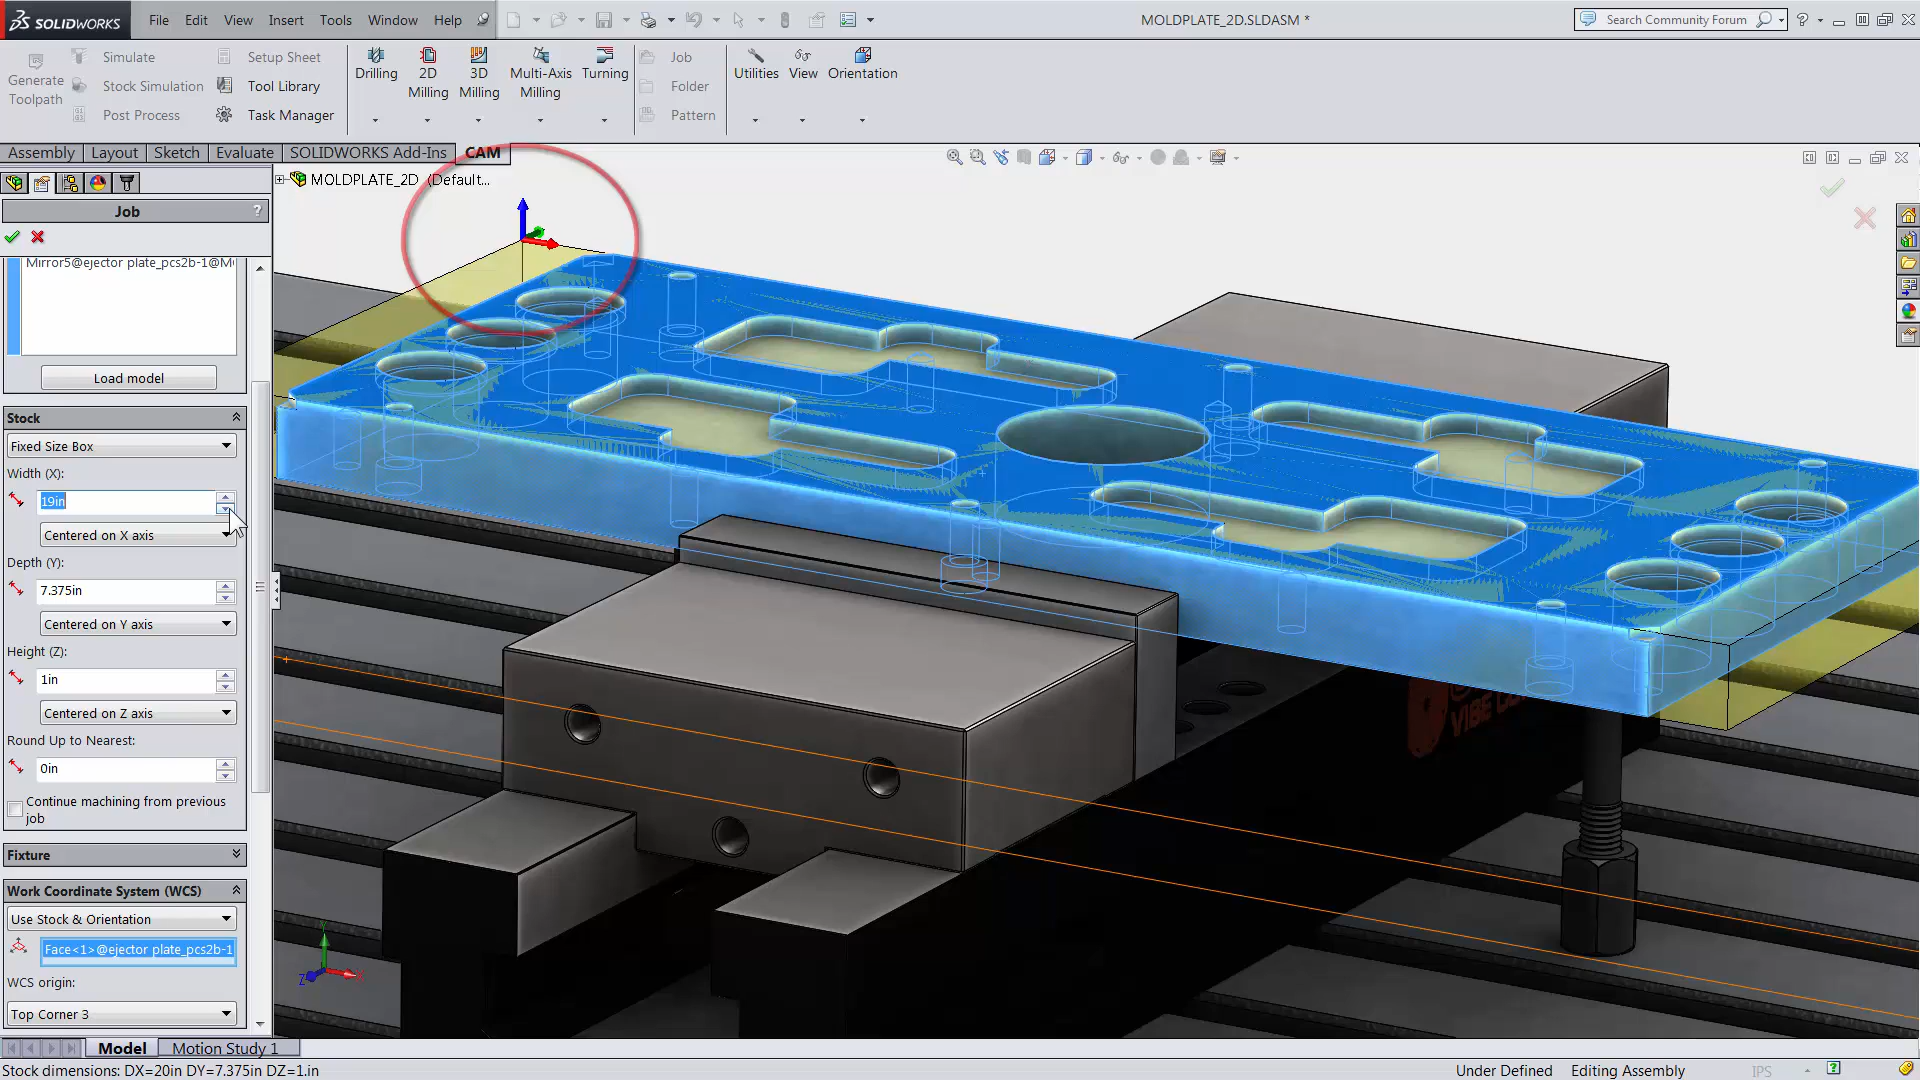 SOLIDWORKS File Edit View Insert Tools Window Help MOLDPLATE_2D.SLDASM * Search Community Forum ?
Generate Toolpath
Simulate
Stock Simulation
Post Process
Setup Sheet
Tool Library
Task Manager
Drilling
2D Milling
3D Milling
Multi-Axis Milling
Turning
Job
Folder
Pattern
Utilities
View
Orientation
Assembly Layout Sketch Evaluate SOLIDWORKS Add-Ins CAM
MOLDPLATE_2D (Default...
Job ?
Mirror5@ejector plate_pcs2b-1@M
Load model
Stock
Fixed Size Box
Width (X):
19in
Centered on X axis
Depth (Y):
7.375in
Centered on Y axis
Height (Z):
1in
Centered on Z axis
Round Up to Nearest:
0in
Continue machining from previous
job
Fixture
Work Coordinate System (WCS)
Use Stock & Orientation
Face<1>@ejector plate_pcs2b-1
WCS origin:
Top Corner 3
Y
Z X
Model Motion Study 1
Stock dimensions: DX=20in DY=7.375in DZ=1.in Under Defined Editing Assembly IPS